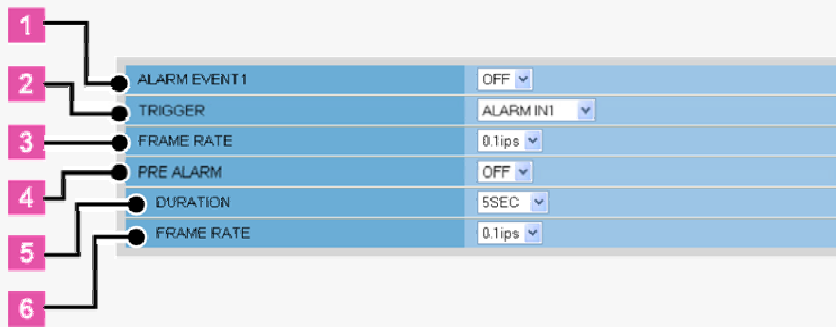 1
ALARM EVENT1 OFF
2
TRIGGER ALARM IN1
3
FRAME RATE 0.1ips
4
PRE ALARM OFF
DURATION 5SEC
5
FRAME RATE 0.1ips
6